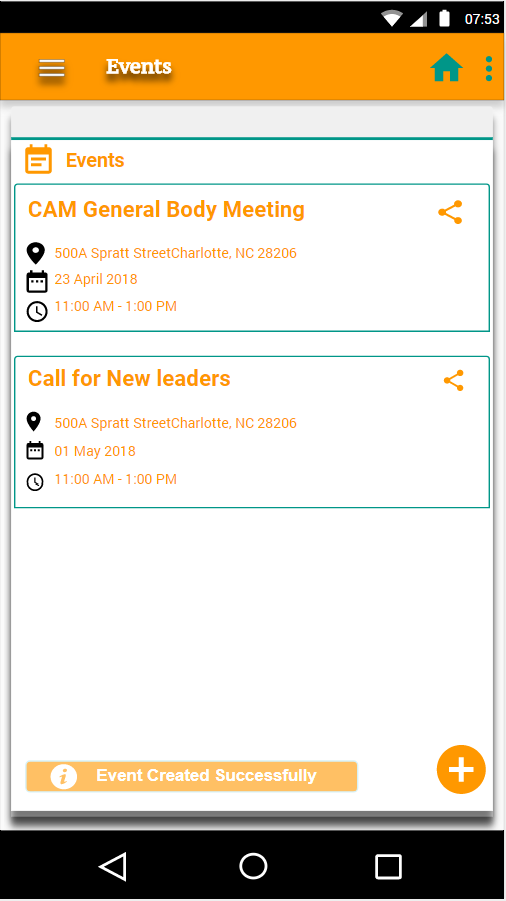 07:53
Events
Events
CAM General Body Meeting
500A Spratt StreetCharlotte, NC 28206
23 April 2018
11:00 AM - 1:00 PM
Call for New leaders
500A Spratt StreetCharlotte, NC 28206
01 May 2018
11:00 AM - 1:00 PM
Event Created Successfully